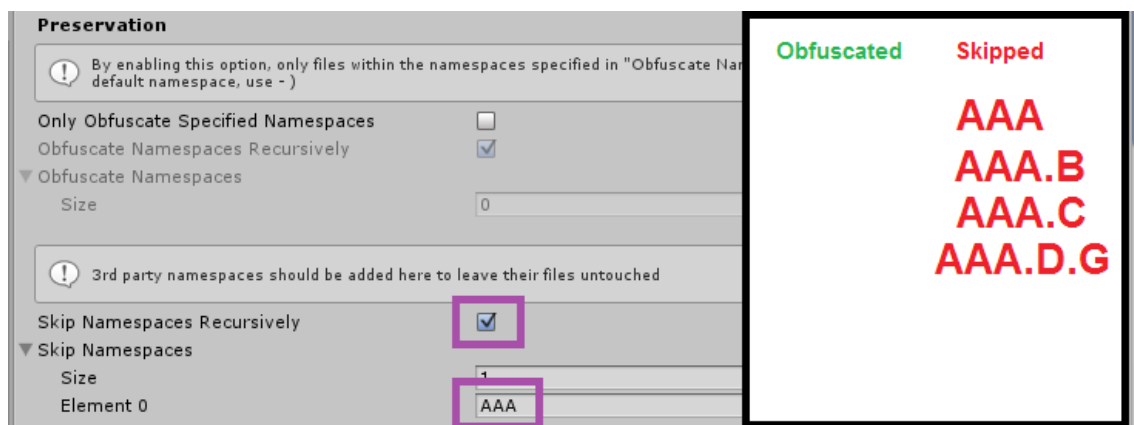 Preservation
By enabling this option, only files within the namespaces specified in "Obfuscate Nar
default namespace, use - )
Only Obfuscate Specified Namespaces
Obfuscate Namespaces Recursively
Obfuscate Namespaces
Size 0
3rd party namespaces should be added here to leave their files untouched
Skip Namespaces Recursively
Skip Namespaces
Size 1
Element 0 AAA
Obfuscated Skipped
AAA
AAA.B
AAA.C
AAA.D.G